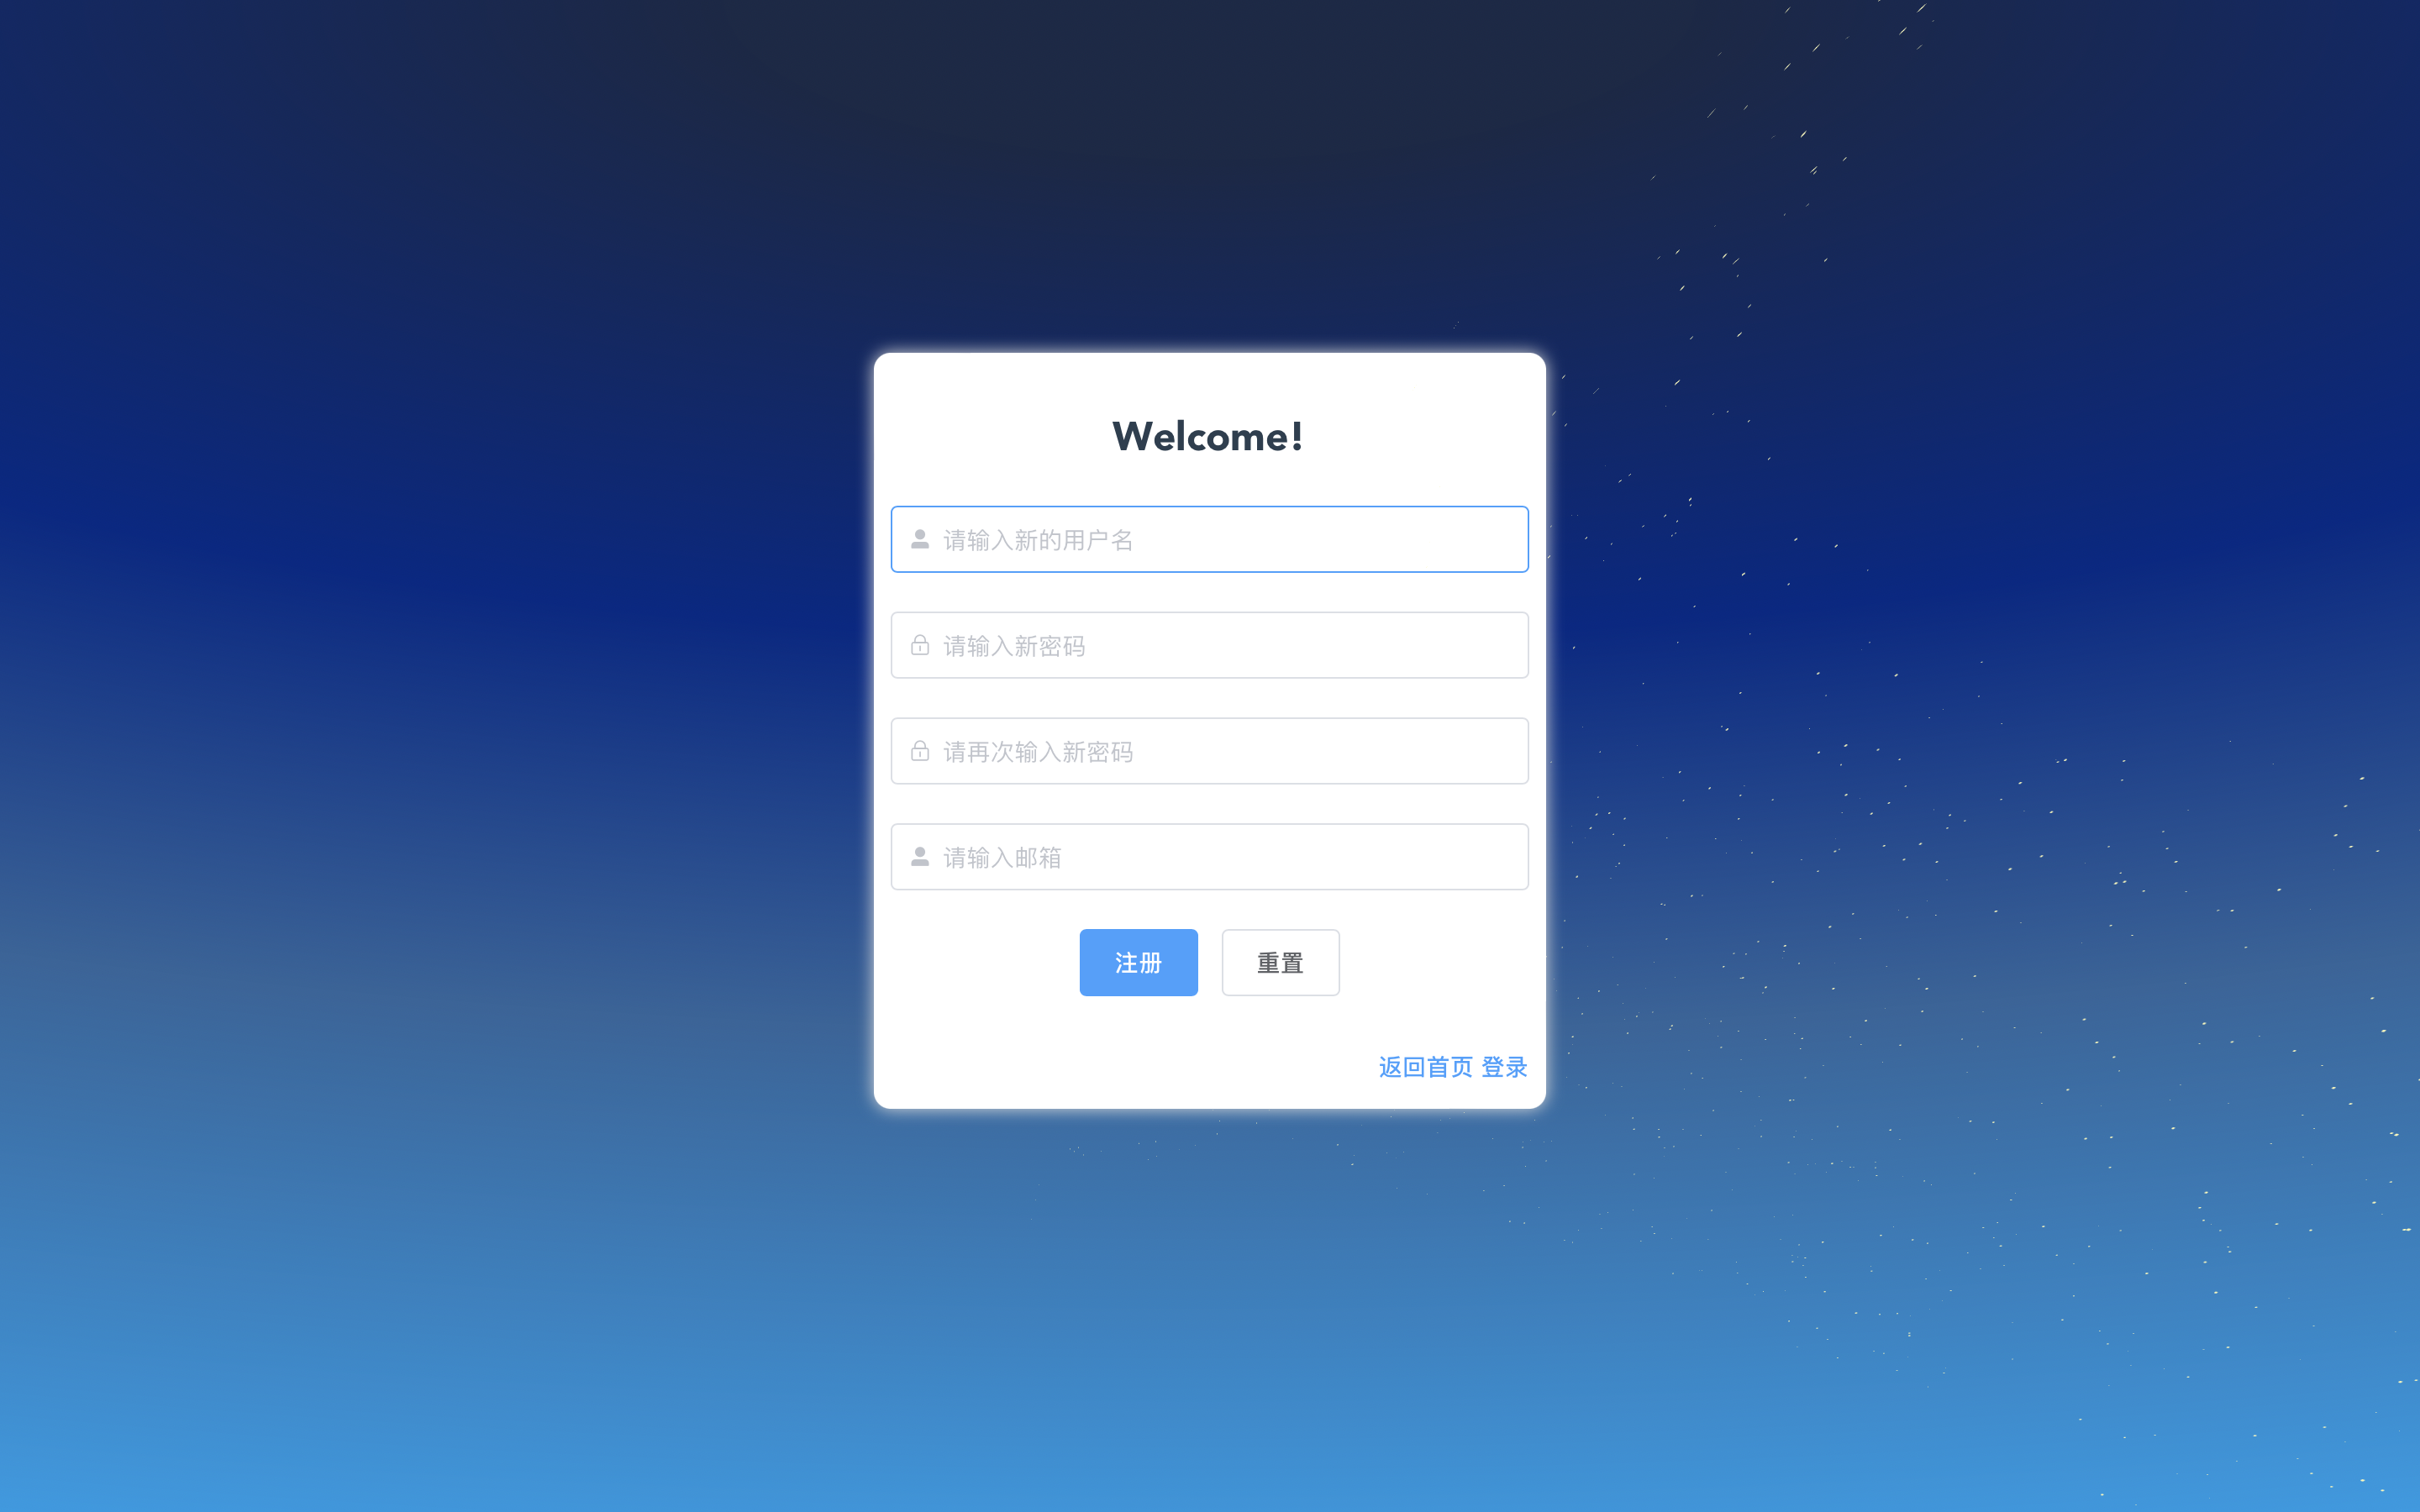 Welcome!
请输入新的用户名
请输入新密码
请再次输入新密码
请输入邮箱
注册 重置
返回首页 登录